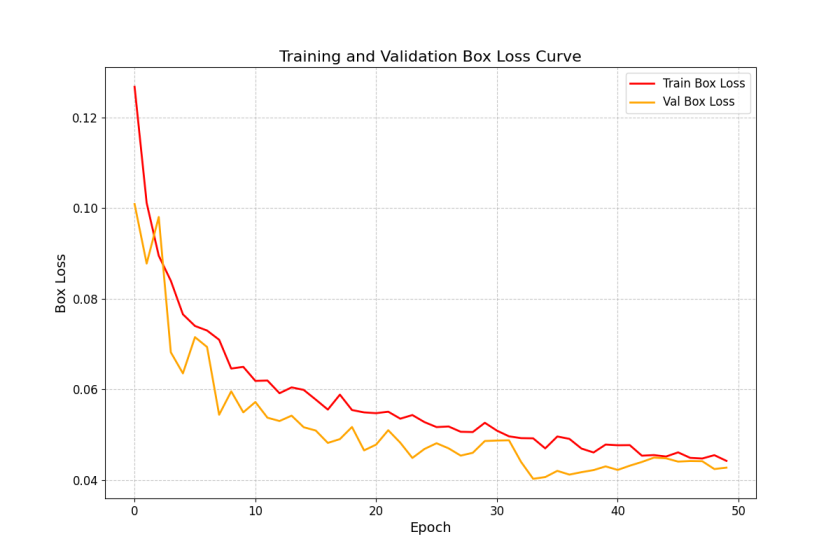 Training and Validation Box Loss Curve
Train Box Loss
Val Box Loss
0.12
0.10
0.08
0.06
0.04
Box Loss
0
10
20
30
40
50
Epoch